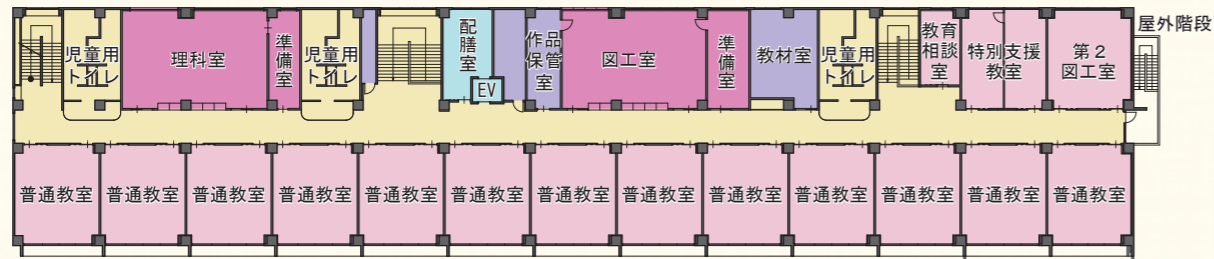 児童用
トイレ
理科室
準
備
室
児童用
トイレ
配
膳
室
EV
作品
保管
室
図工室
準
備
室
教材室
児童用
トイレ
教育
相談
室
特別支援
教室
第2
図工室
屋外階段
普通教室
普通教室
普通教室
普通教室
普通教室
普通教室
普通教室
普通教室
普通教室
普通教室
普通教室
普通教室
普通教室